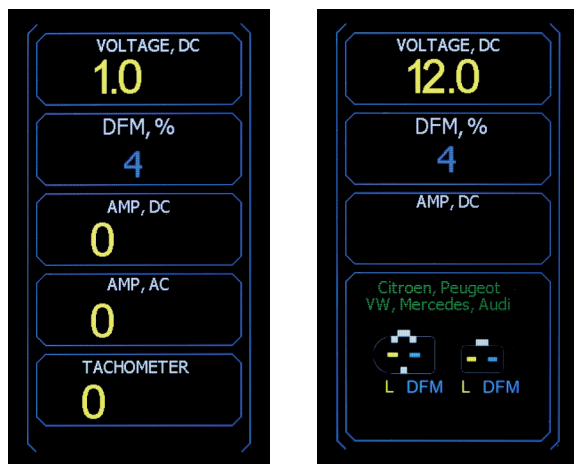 VOLTAGE, DC
1.0
DFM, %
4
AMP, DC
0
AMP, AC
0
TACHOMETER
0
VOLTAGE, DC
12.0
DFM, %
4
AMP, DC
Citroen, Peugeot
VW, Mercedes, Audi
L DFM L DFM